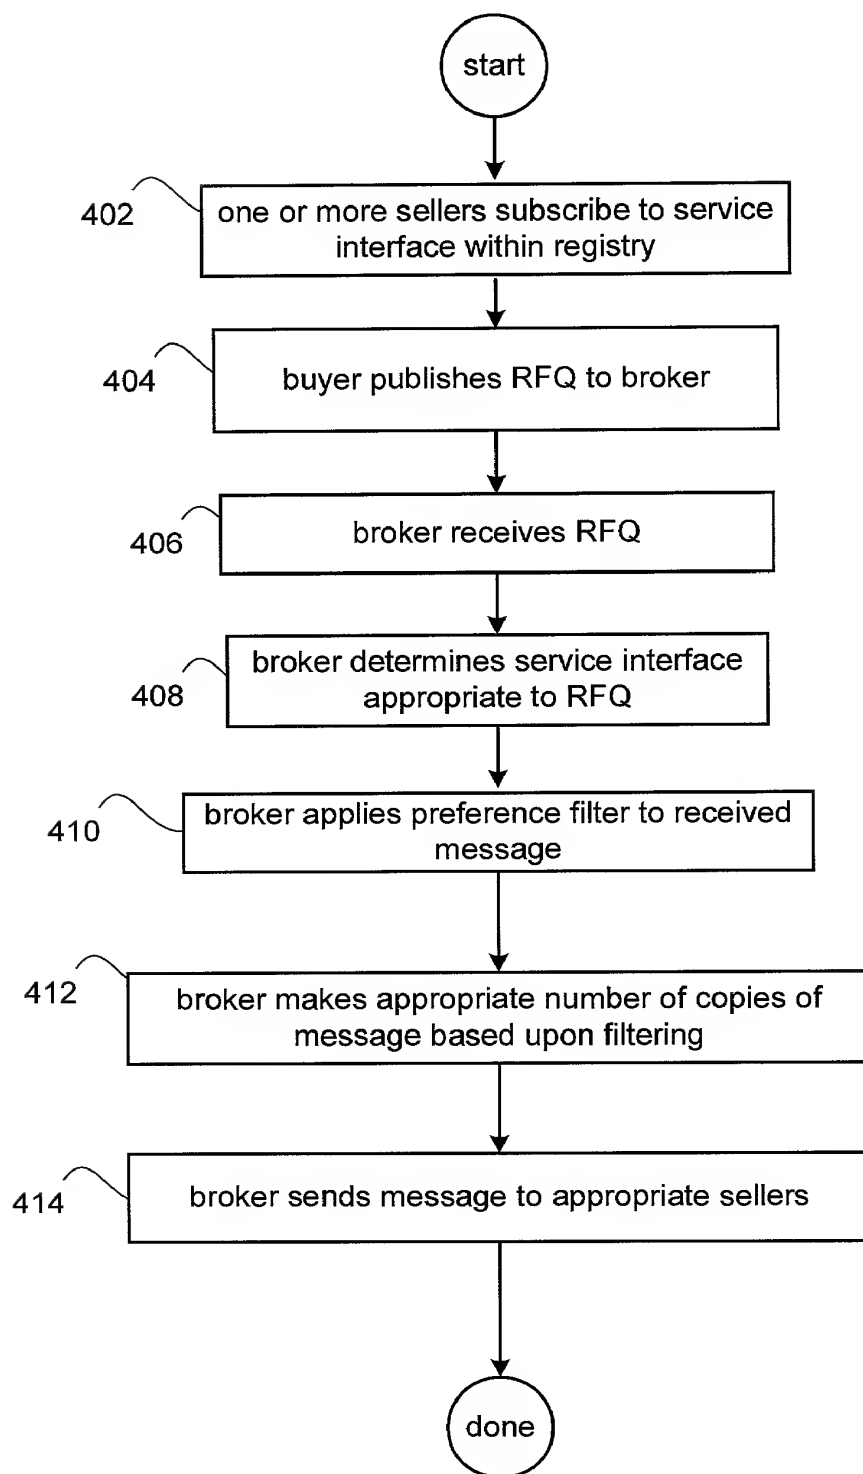 start
402
one or more sellers subscribe to service
interface within registry
404
buyer publishes RFQ to broker
406
broker receives RFQ
408
broker determines service interface
appropriate to RFQ
410
broker applies preference filter to received
message
412
broker makes appropriate number of copies of
message based upon filtering
414
broker sends message to appropriate sellers
done